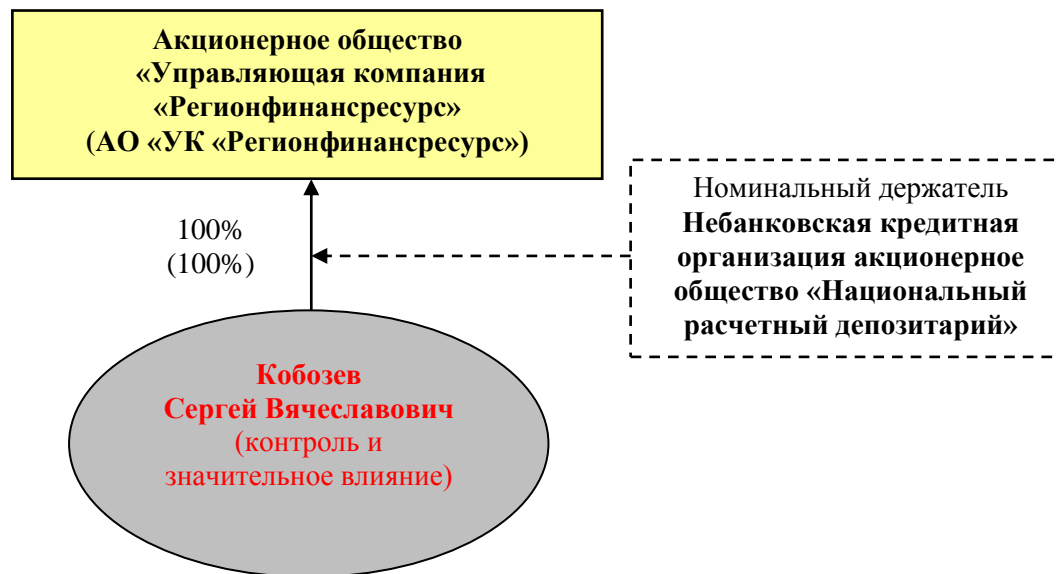 Акционерное общество
«Управляющая компания
«Регионфинансресурс»
(АО «УК «Регионфинансресурс»)
100%
(100%)
Номинальный держатель
Небанковская кредитная
организация акционерное
общество «Национальный
расчетный депозитарий»
Кобозев
Сергей Вячеславович
(контроль и
значительное влияние)